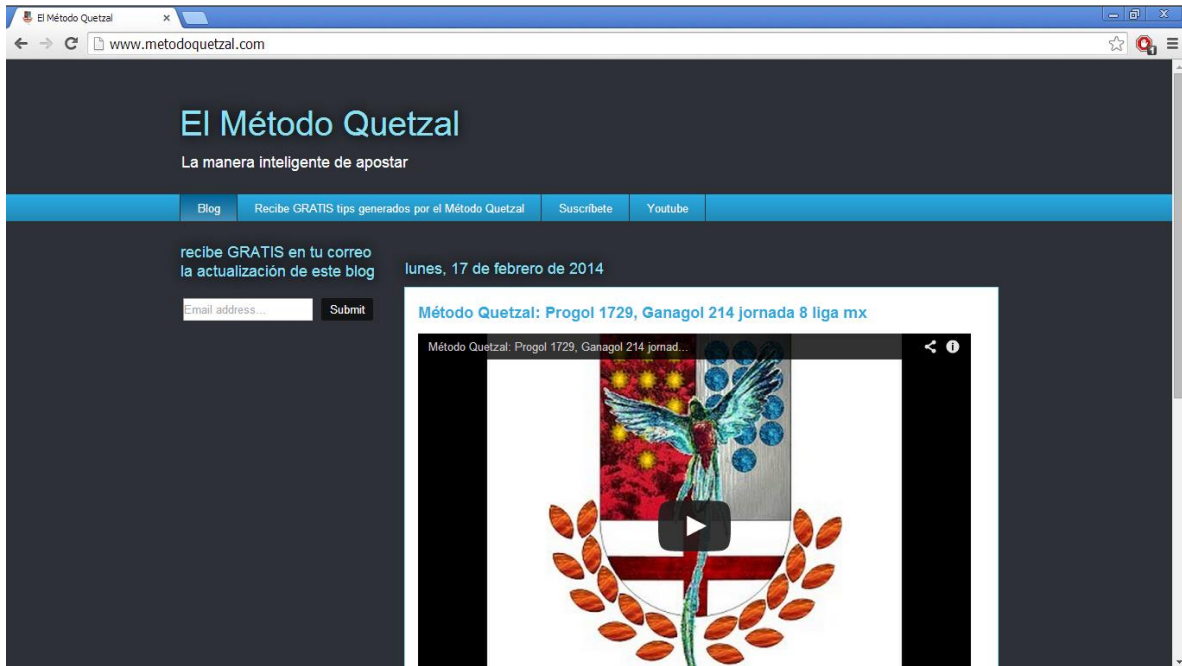 El Método Quetzal
www.metodoquetzal.com
El Método Quetzal
La manera inteligente de apostar
Blog
Recibe GRATIS tips generados por el Método Quetzal
Suscríbete
Youtube
recibe GRATIS en tu correo
la actualización de este blog
Email address...
Submit
lunes, 17 de febrero de 2014
Método Quetzal: Progol 1729, Ganagol 214 jornada 8 liga mx
Método Quetzal: Progol 1729, Ganagol 214 jornad...